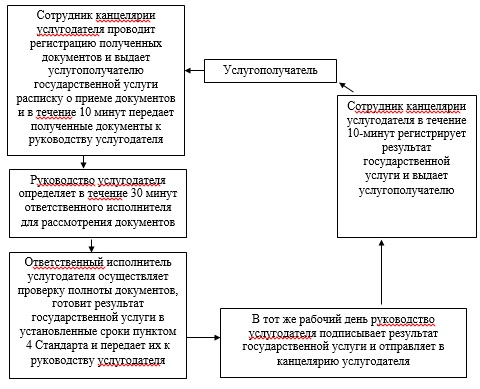 Сотрудник канцелярии
услугодателя проводит
регистрацию полученных
документов и выдает
услугополучателю
государственной услуги
расписку о приеме документов
и в течение 10 минут передает
полученные документы к
руководству услугодателя
Услугополучатель
Сотрудник канцелярии
услугодателя в течение
10-минут регистрирует
результат
государственной
услуги и выдает
услугополучателю
Руководство услугодателя
определяет в течение 30 минут
ответственного исполнителя
для рассмотрения документов
Ответственный исполнитель
услугодателя осуществляет
проверку полноты документов,
готовит результат
государственной услуги в
установленные сроки пунктом
4 Стандарта и передает их к
руководству услугодателя
В тот же рабочий день руководство
услугодателя подписывает результат
государственной услуги и отправляет в
канцелярию услугодателя